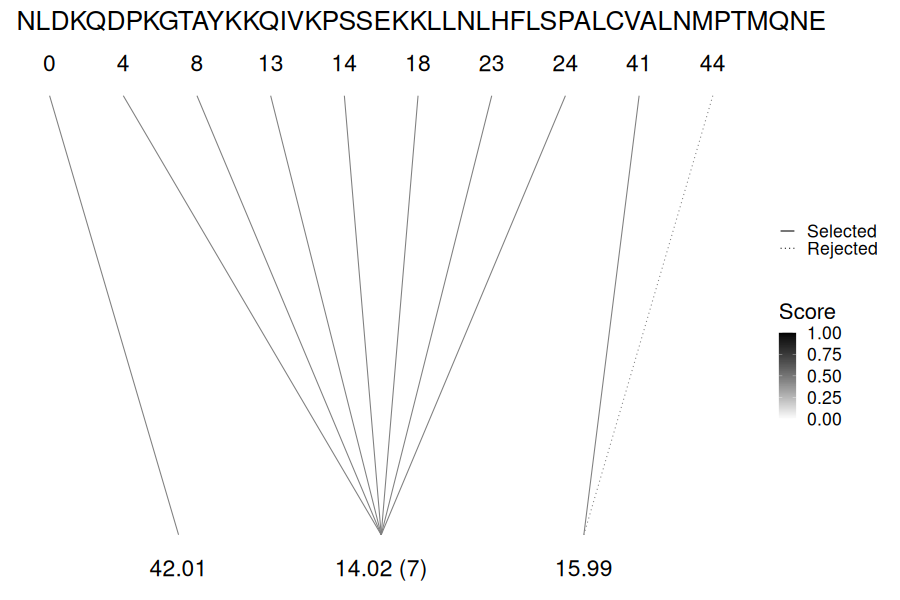 NLDKQDPKGTAYKKQIVKPSSEKKLLNLHFLSPALCVALNMPTMQNE
0 4 8 13 14 18 23 24 41 44
Selected
Rejected
Score
1.00
0.75
0.50
0.25
0.00
42.01 14.02 (7) 15.99